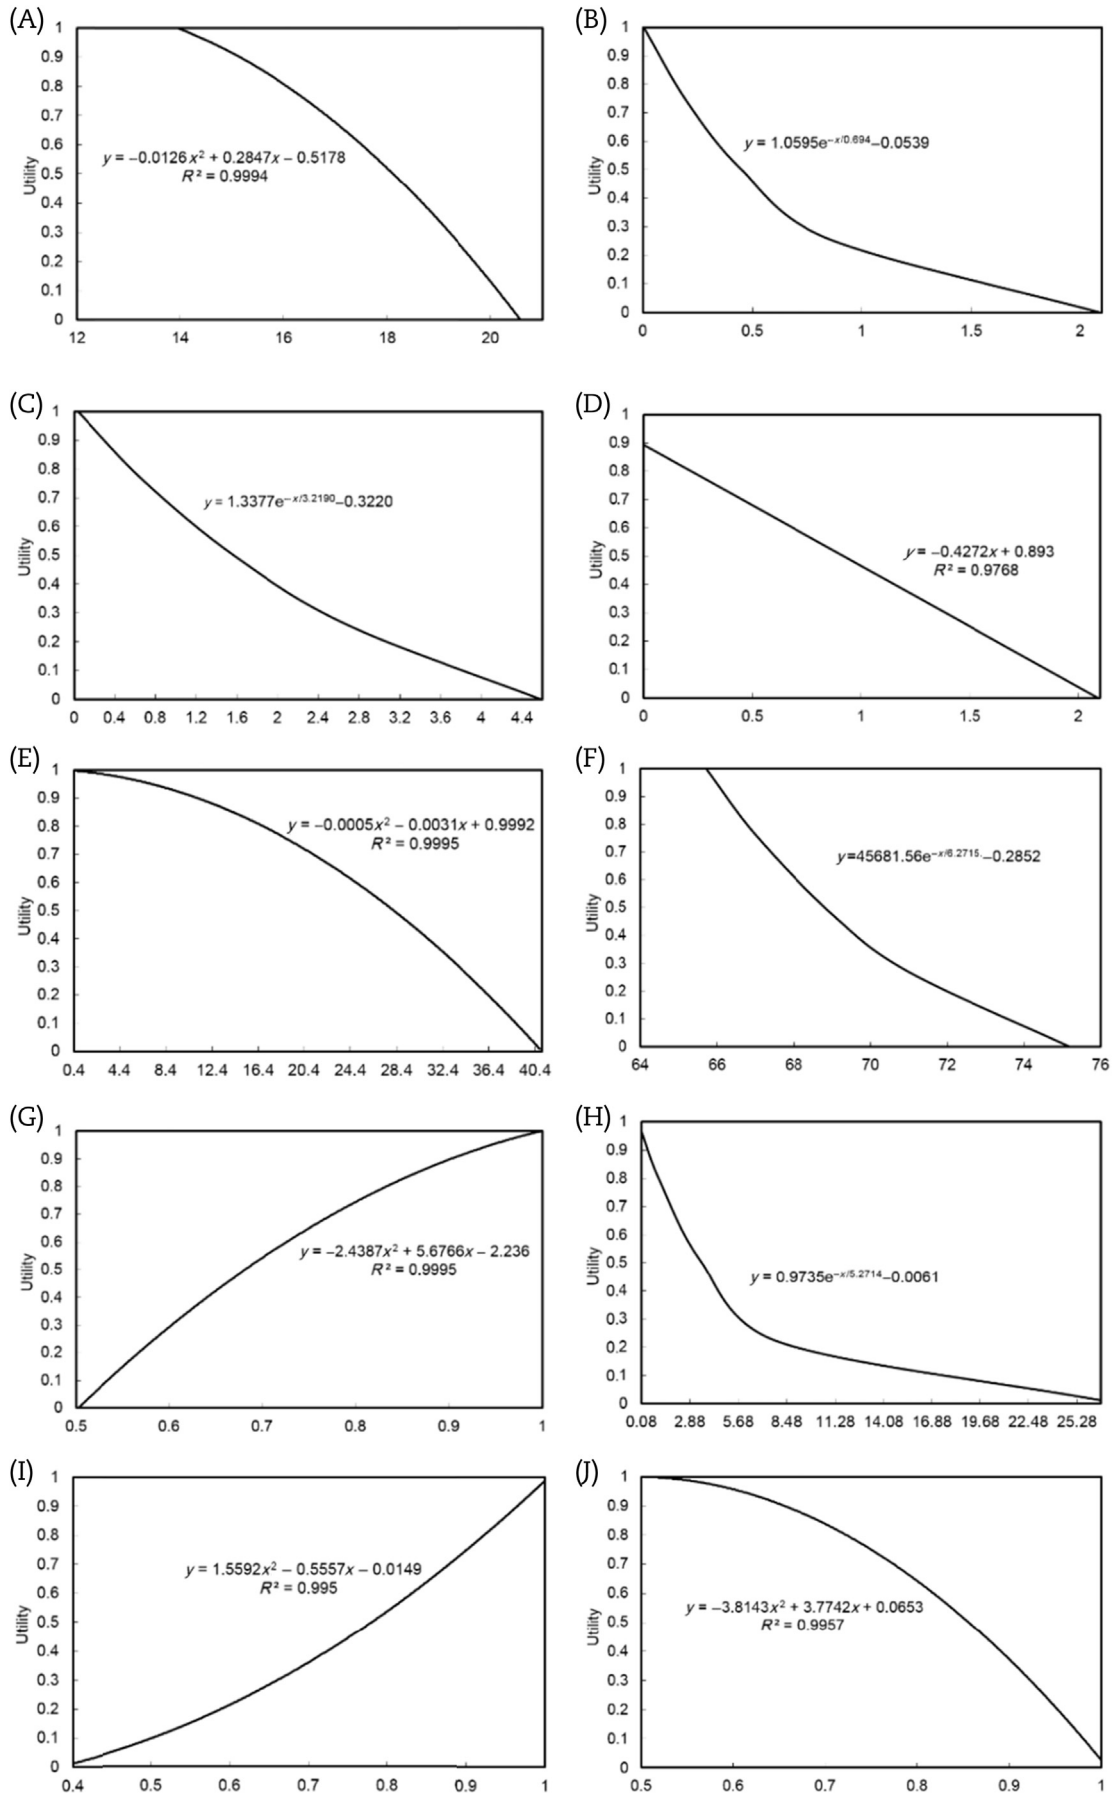 (A)
1
0.9
0.8
0.7
0.6
0.5
0.4
0.3
0.2
0.1
0
Utility
y = −0.0126x² + 0.2847x − 0.5178
R² = 0.9994
12 14 16 18 20
(B)
1
0.9
0.8
0.7
0.6
0.5
0.4
0.3
0.2
0.1
0
Utility
y = 1.0595e−x/0.694−0.0539
0 0.5 1 1.5 2
(C)
1
0.9
0.8
0.7
0.6
0.5
0.4
0.3
0.2
0.1
0
Utility
y = 1.3377e−x/3.2190−0.3220
0 0.4 0.8 1.2 1.6 2 2.4 2.8 3.2 3.6 4 4.4
(D)
1
0.9
0.8
0.7
0.6
0.5
0.4
0.3
0.2
0.1
0
Utility
y = −0.4272x + 0.893
R² = 0.9768
0 0.5 1 1.5 2
(E)
1
0.9
0.8
0.7
0.6
0.5
0.4
0.3
0.2
0.1
0
Utility
y = −0.0005x² − 0.0031x + 0.9992
R² = 0.9995
0.4 4.4 8.4 12.4 16.4 20.4 24.4 28.4 32.4 36.4 40.4
(F)
1
0.9
0.8
0.7
0.6
0.5
0.4
0.3
0.2
0.1
0
Utility
y=45681.56e−x/6.2715.−0.2852
64 66 68 70 72 74 76
(G)
1
0.9
0.8
0.7
0.6
0.5
0.4
0.3
0.2
0.1
0
Utility
y = −2.4387x² + 5.6766x − 2.236
R² = 0.9995
0.5 0.6 0.7 0.8 0.9 1
(H)
1
0.9
0.8
0.7
0.6
0.5
0.4
0.3
0.2
0.1
0
Utility
y = 0.9735e−x/5.2714−0.0061
0.08 2.88 5.68 8.48 11.28 14.08 16.88 19.68 22.48 25.28
(I)
1
0.9
0.8
0.7
0.6
0.5
0.4
0.3
0.2
0.1
0
Utility
y = 1.5592x² − 0.5557x − 0.0149
R² = 0.995
0.4 0.5 0.6 0.7 0.8 0.9 1
(J)
1
0.9
0.8
0.7
0.6
0.5
0.4
0.3
0.2
0.1
0
Utility
y = −3.8143x² + 3.7742x + 0.0653
R² = 0.9957
0.5 0.6 0.7 0.8 0.9 1